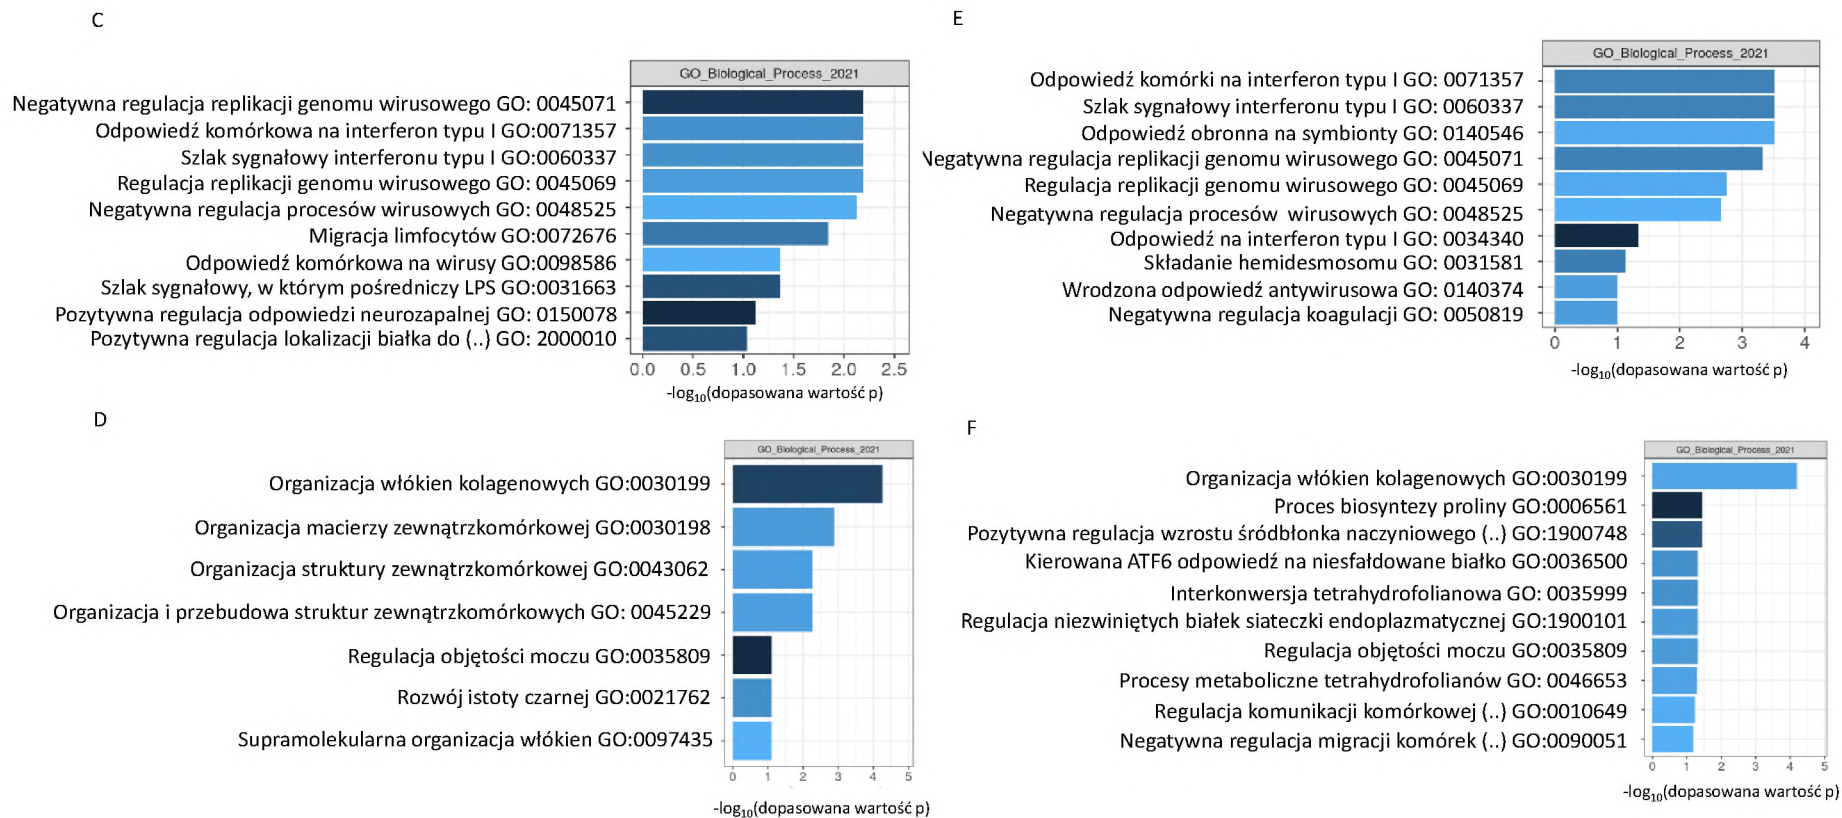 C
GO_Biological_Process_2021
Negatywna regulacja replikacji genomu wirusowego GO: 0045071
Odpowiedź komórkowa na interferon typu I GO:0071357
Szlak sygnałowy interferonu typu I GO:0060337
Regulacja replikacji genomu wirusowego GO: 0045069
Negatywna regulacja procesów wirusowych GO: 0048525
Migracja limfocytów GO:0072676
Odpowiedź komórkowa na wirusy GO:0098586
Szlak sygnałowy, w którym pośredniczy LPS GO:0031663
Pozytywna regulacja odpowiedzi neurozapalnej GO: 0150078
Pozytywna regulacja lokalizacji białka do (..) GO: 2000010
0.0 0.5 1.0 1.5 2.0 2.5
-log₁₀(dopasowana wartość p)
E
GO_Biological_Process_2021
Odpowiedź komórki na interferon typu I GO: 0071357
Szlak sygnałowy interferonu typu I GO: 0060337
Odpowiedź obronna na symbionty GO: 0140546
Negatywna regulacja replikacji genomu wirusowego GO: 0045071
Regulacja replikacji genomu wirusowego GO: 0045069
Negatywna regulacja procesów wirusowych GO: 0048525
Odpowiedź na interferon typu I GO: 0034340
Składanie hemidesmosomu GO: 0031581
Wrodzona odpowiedź antywirusowa GO: 0140374
Negatywna regulacja koagulacji GO: 0050819
0 1 2 3 4
-log₁₀(dopasowana wartość p)
D
GO_Biological_Process_2021
Organizacja włókien kolagenowych GO:0030199
Organizacja macierzy zewnątrzkomórkowej GO:0030198
Organizacja struktury zewnątrzkomórkowej GO:0043062
Organizacja i przebudowa struktur zewnątrzkomórkowych GO: 0045229
Regulacja objętości moczu GO:0035809
Rozwój istoty czarnej GO:0021762
Supramolekularna organizacja włókien GO:0097435
0 1 2 3 4 5
-log₁₀(dopasowana wartość p)
F
GO_Biological_Process_2021
Organizacja włókien kolagenowych GO:0030199
Proces biosyntezy proliny GO:0006561
Pozytywna regulacja wzrostu śródbłonka naczyniowego (..) GO:1900748
Kierowana ATF6 odpowiedź na niesfałdowane białko GO:0036500
Interkonwersja tetrahydrofolianowa GO: 0035999
Regulacja niezwiniętych białek siateczki endoplazmatycznej GO:1900101
Regulacja objętości moczu GO:0035809
Procesy metaboliczne tetrahydrofolianów GO: 0046653
Regulacja komunikacji komórkowej (..) GO:0010649
Negatywna regulacja migracji komórek (..) GO:0090051
0 1 2 3 4 5
-log₁₀(dopasowana wartość p)